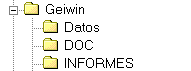 Geiwin
Datos
DOC
INFORMES